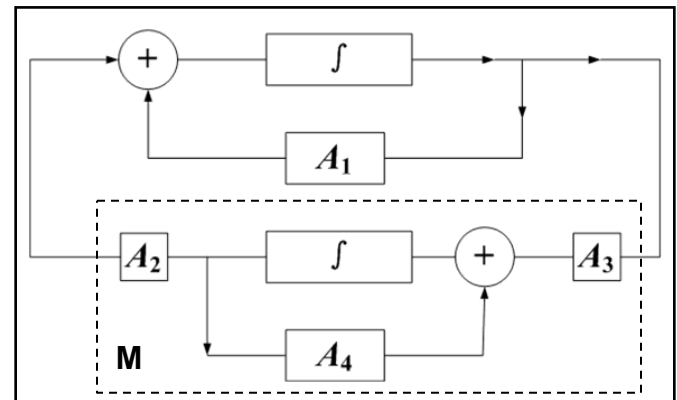 + ∫
A₁
A₂ ∫ + A₃
M A₄